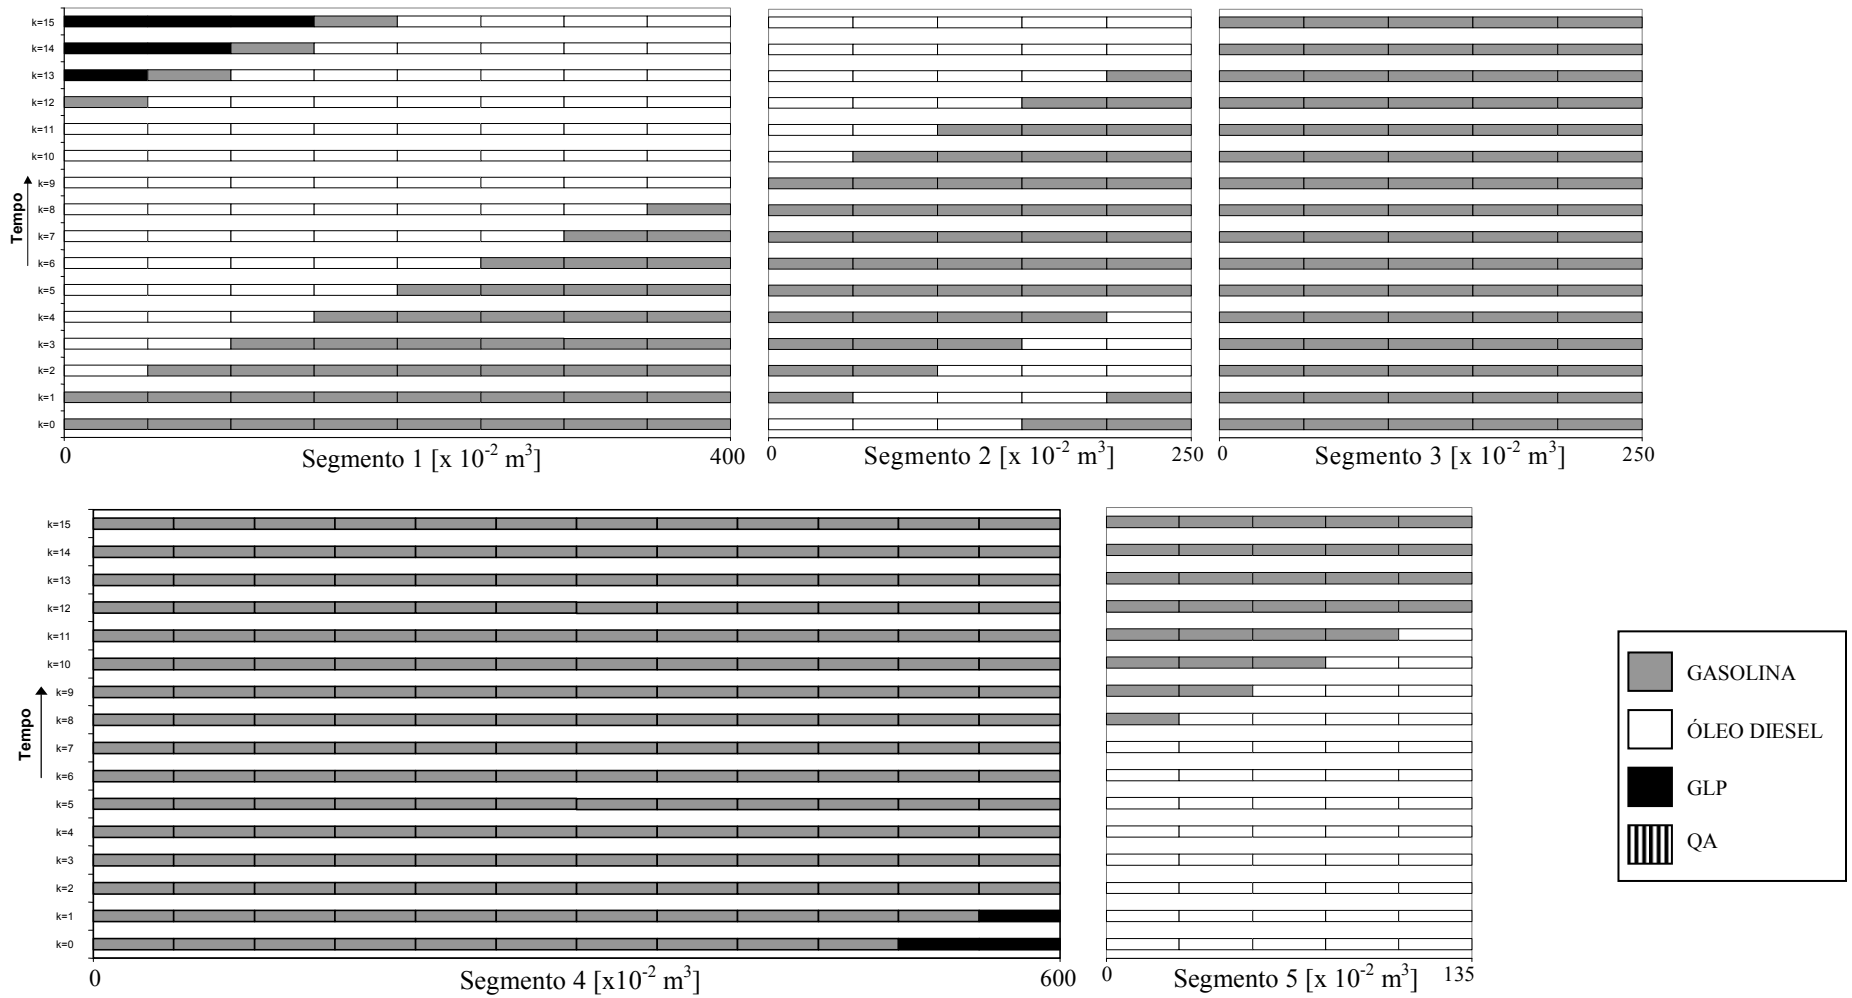 k=15
k=14
k=13
k=12
k=11
k=10
k=9
k=8
k=7
k=6
k=5
k=4
k=3
k=2
k=1
k=0
Tempo
0
Segmento 1 [x 10-2 m3]
400
0
Segmento 2 [x 10-2 m3]
250
0
Segmento 3 [x 10-2 m3]
250
k=15
k=14
k=13
k=12
k=11
k=10
k=9
k=8
k=7
k=6
k=5
k=4
k=3
k=2
k=1
k=0
Tempo
0
Segmento 4 [x10-2 m3]
600
0
Segmento 5 [x 10-2 m3]
135
GASOLINA
ÓLEO DIESEL
GLP
QA